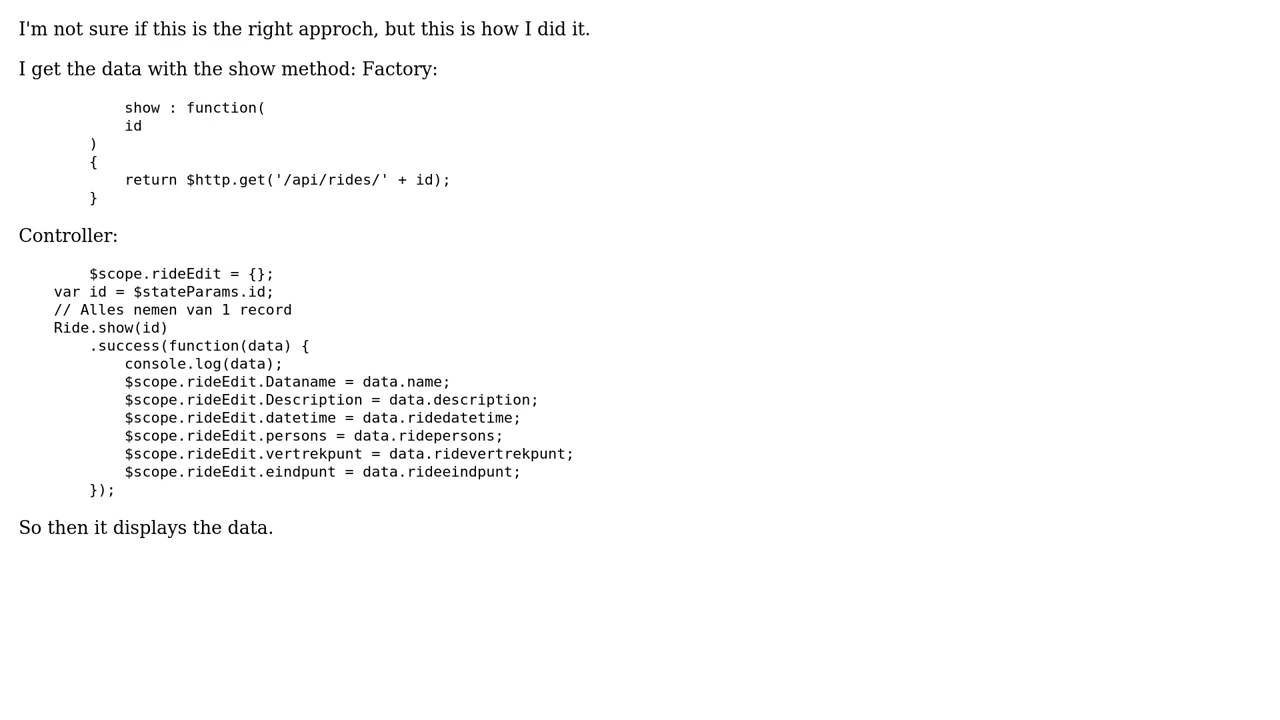 I'm not sure if this is the right approch, but this is how I did it.
I get the data with the show method: Factory:
show : function(
id
)
{
return $http.get('/api/rides/' + id);
}
Controller:
$scope.rideEdit = {};
var id = $stateParams.id;
// Alles nemen van 1 record
Ride.show(id)
.success(function(data) {
console.log(data);
$scope.rideEdit.Dataname = data.name;
$scope.rideEdit.Description = data.description;
$scope.rideEdit.datetime = data.ridedatetime;
$scope.rideEdit.persons = data.ridepersons;
$scope.rideEdit.vertrekpunt = data.ridevertrekpunt;
$scope.rideEdit.eindpunt = data.rideeindpunt;
});
So then it displays the data.